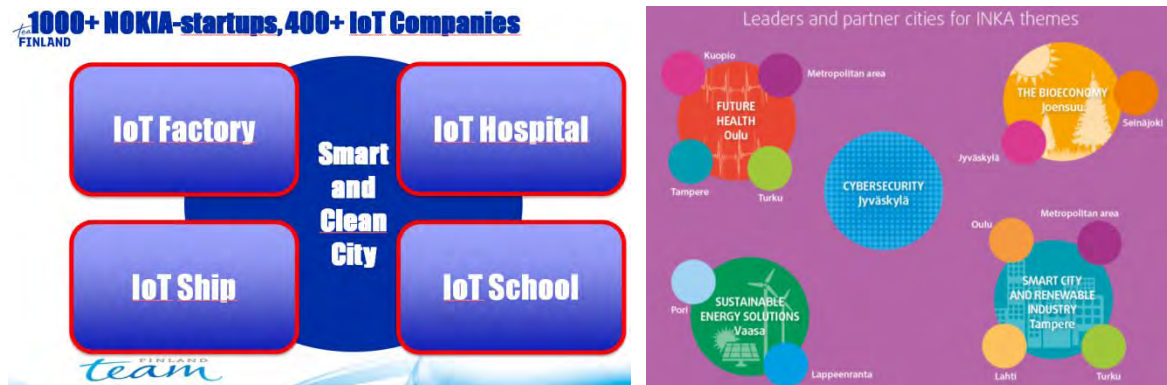 1000+ NOKIA-startups, 400+ IoT Companies
FINLAND
IoT Factory
IoT Hospital
Smart
and
Clean
City
IoT Ship
IoT School
FINLAND
team
Leaders and partner cities for INKA themes
Kuopio
Metropolitan area
FUTURE
HEALTH
Oulu
Tampere
Turku
THE BIOECONOMY
Joensuu
Seinäjoki
Jyväskylä
CYBERSECURITY
Jyväskylä
Pori
SUSTAINABLE
ENERGY SOLUTIONS
Vaasa
Lappeenranta
Oulu
Metropolitan area
SMART CITY
AND RENEWABLE
INDUSTRY
Tampere
Lahti
Turku